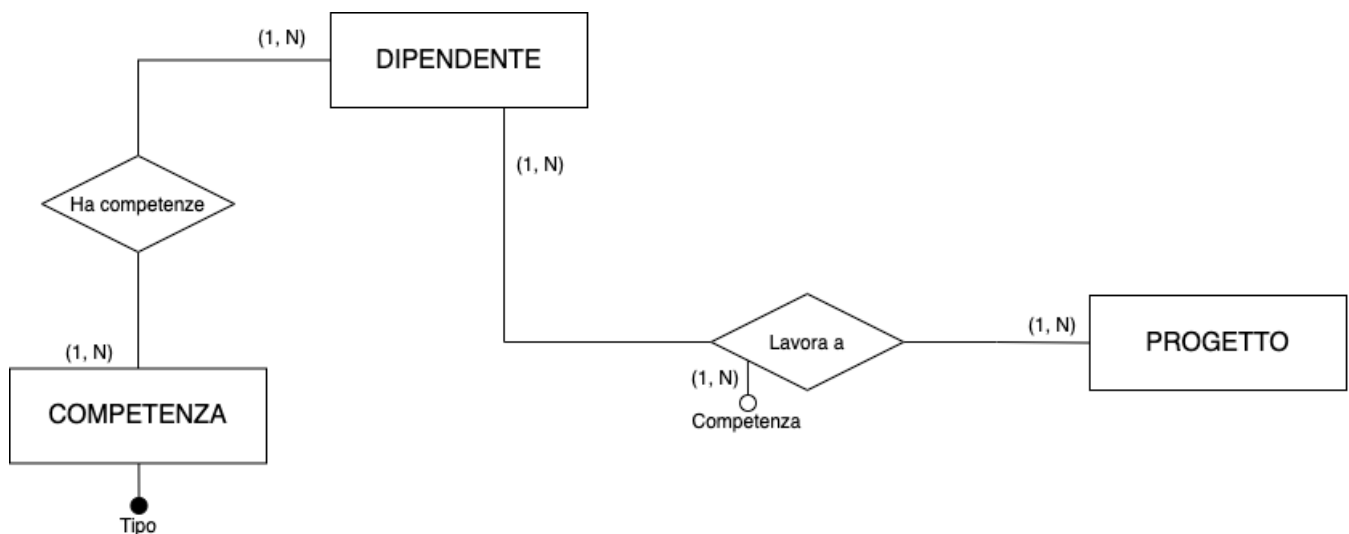 (1, N)
DIPENDENTE
(1, N)
Ha competenze
(1, N)
COMPETENZA
Tipo
Lavora a
(1, N)
Competenza
(1, N)
PROGETTO